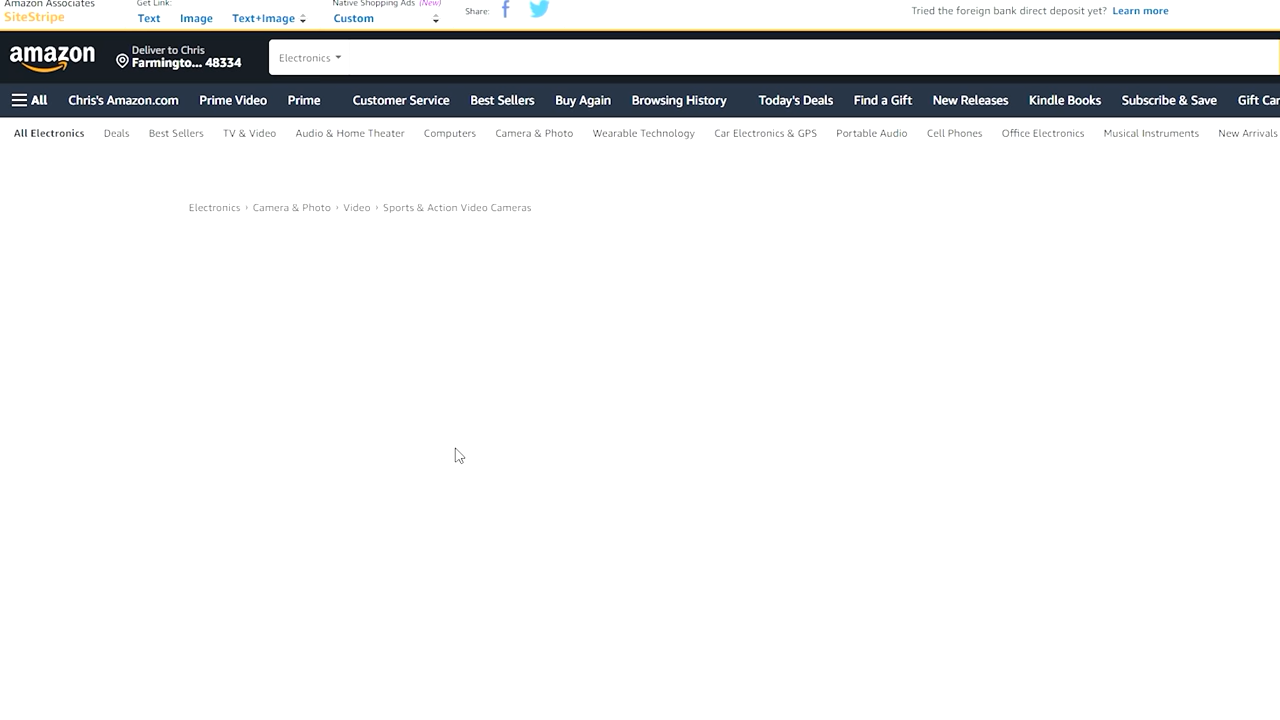 Amazon Associates
SiteStripe
Get Link:
Text Image Text+Image
Native Shopping Ads (New)
Custom
Share:
Tried the foreign bank direct deposit yet? Learn more
amazon
Deliver to Chris
Farmingto... 48334
Electronics
All Chris's Amazon.com Prime Video Prime Customer Service Best Sellers Buy Again Browsing History Today's Deals Find a Gift New Releases Kindle Books Subscribe & Save Gift Car
All Electronics Deals Best Sellers TV & Video Audio & Home Theater Computers Camera & Photo Wearable Technology Car Electronics & GPS Portable Audio Cell Phones Office Electronics Musical Instruments New Arrivals
Electronics › Camera & Photo › Video › Sports & Action Video Cameras